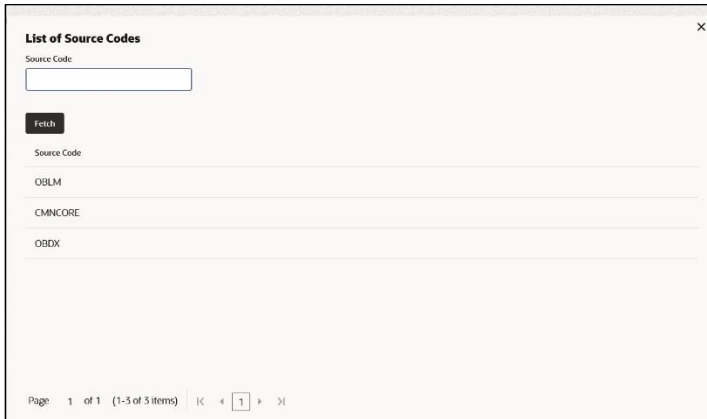 List of Source Codes
Source Code
Fetch
Source Code
OBLM
CMNCORE
OBDX
Page 1 of 1 (1-3 of 3 items) 1